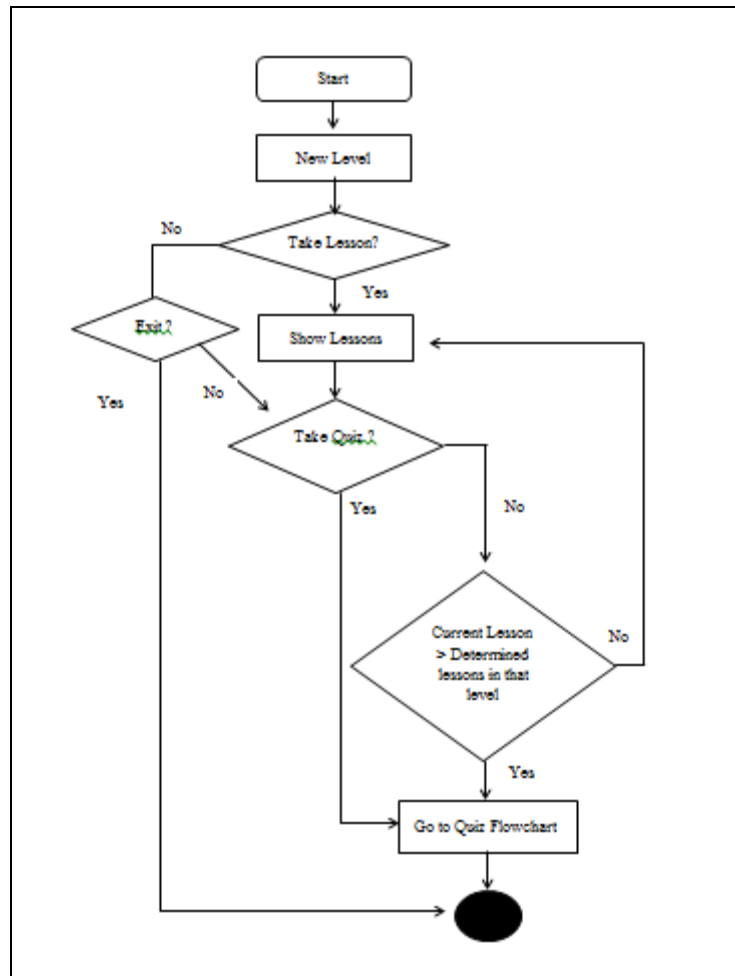 Start
New Level
No
Take Lesson?
Yes
Exit ?
Show Lessons
Yes
No
Take Quiz ?
Yes
No
Current Lesson
> Determined
lessons in that
level
No
Yes
Go to Quiz Flowchart